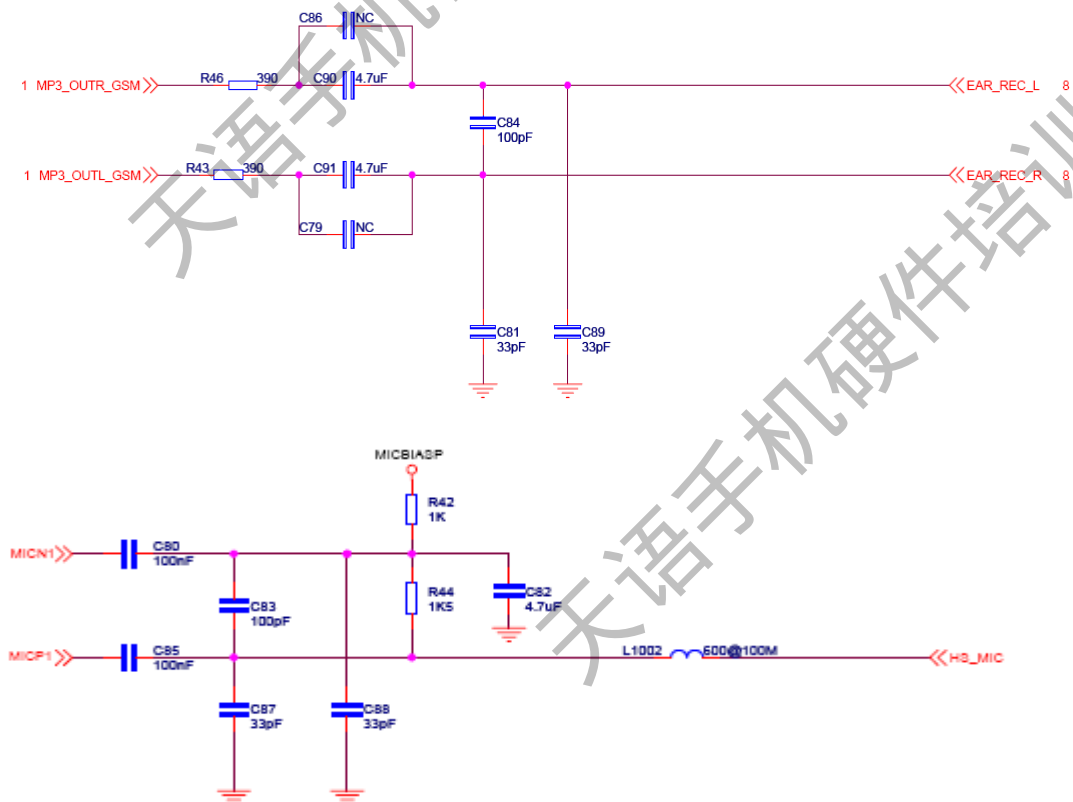 C86 NC
1 MP3_OUTR_GSM R46 390 C90 4.7uF EAR_REC_L 8
C84
100pF
1 MP3_OUTL_GSM R43 390 C91 4.7uF EAR_REC_R 8
C79 NC
C81
33pF
C89
33pF
MICBIASP
R42
1K
MICN1 C80
100nF
C83
100pF
R44
1K5
C82
4.7uF
MICP1 C85
100nF
L1002 600@100M HS_MIC
C87
33pF
C88
33pF
天语手机硬件培训
天语手机